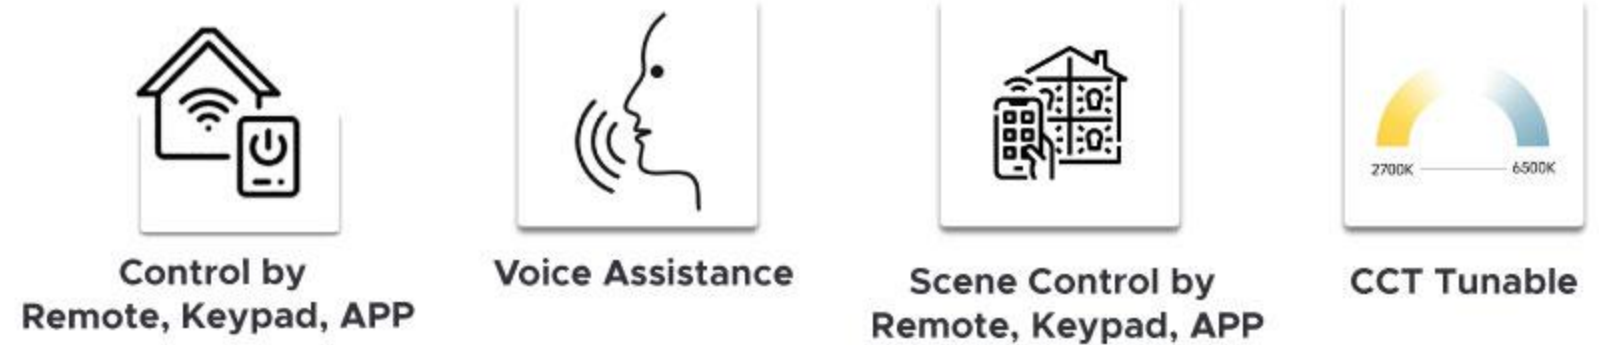 Control by
Remote, Keypad, APP
Voice Assistance
Scene Control by
Remote, Keypad, APP
2700K
6500K
CCT Tunable